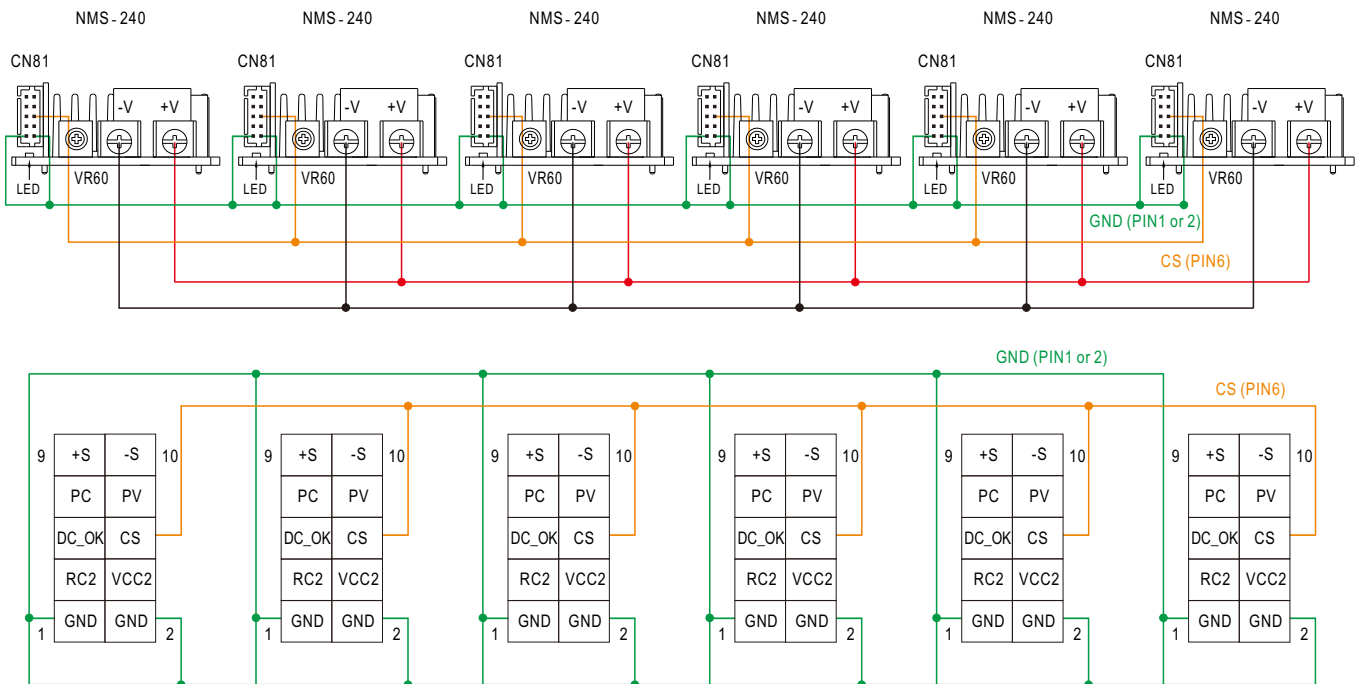 NMS-240 NMS-240 NMS-240 NMS-240 NMS-240 NMS-240
CN81 CN81 CN81 CN81 CN81 CN81
-V +V -V +V -V +V -V +V -V +V -V +V
LED VR60 LED VR60 LED VR60 LED VR60 LED VR60 LED VR60
GND (PIN1 or 2)
CS (PIN6)
GND (PIN1 or 2)
CS (PIN6)
9 +S -S 10 9 +S -S 10 9 +S -S 10 9 +S -S 10 9 +S -S 10 9 +S -S 10
PC PV PC PV PC PV PC PV PC PV PC PV
DC_OK CS DC_OK CS DC_OK CS DC_OK CS DC_OK CS DC_OK CS
RC2 VCC2 RC2 VCC2 RC2 VCC2 RC2 VCC2 RC2 VCC2 RC2 VCC2
1 GND GND 2 1 GND GND 2 1 GND GND 2 1 GND GND 2 1 GND GND 2 1 GND GND 2